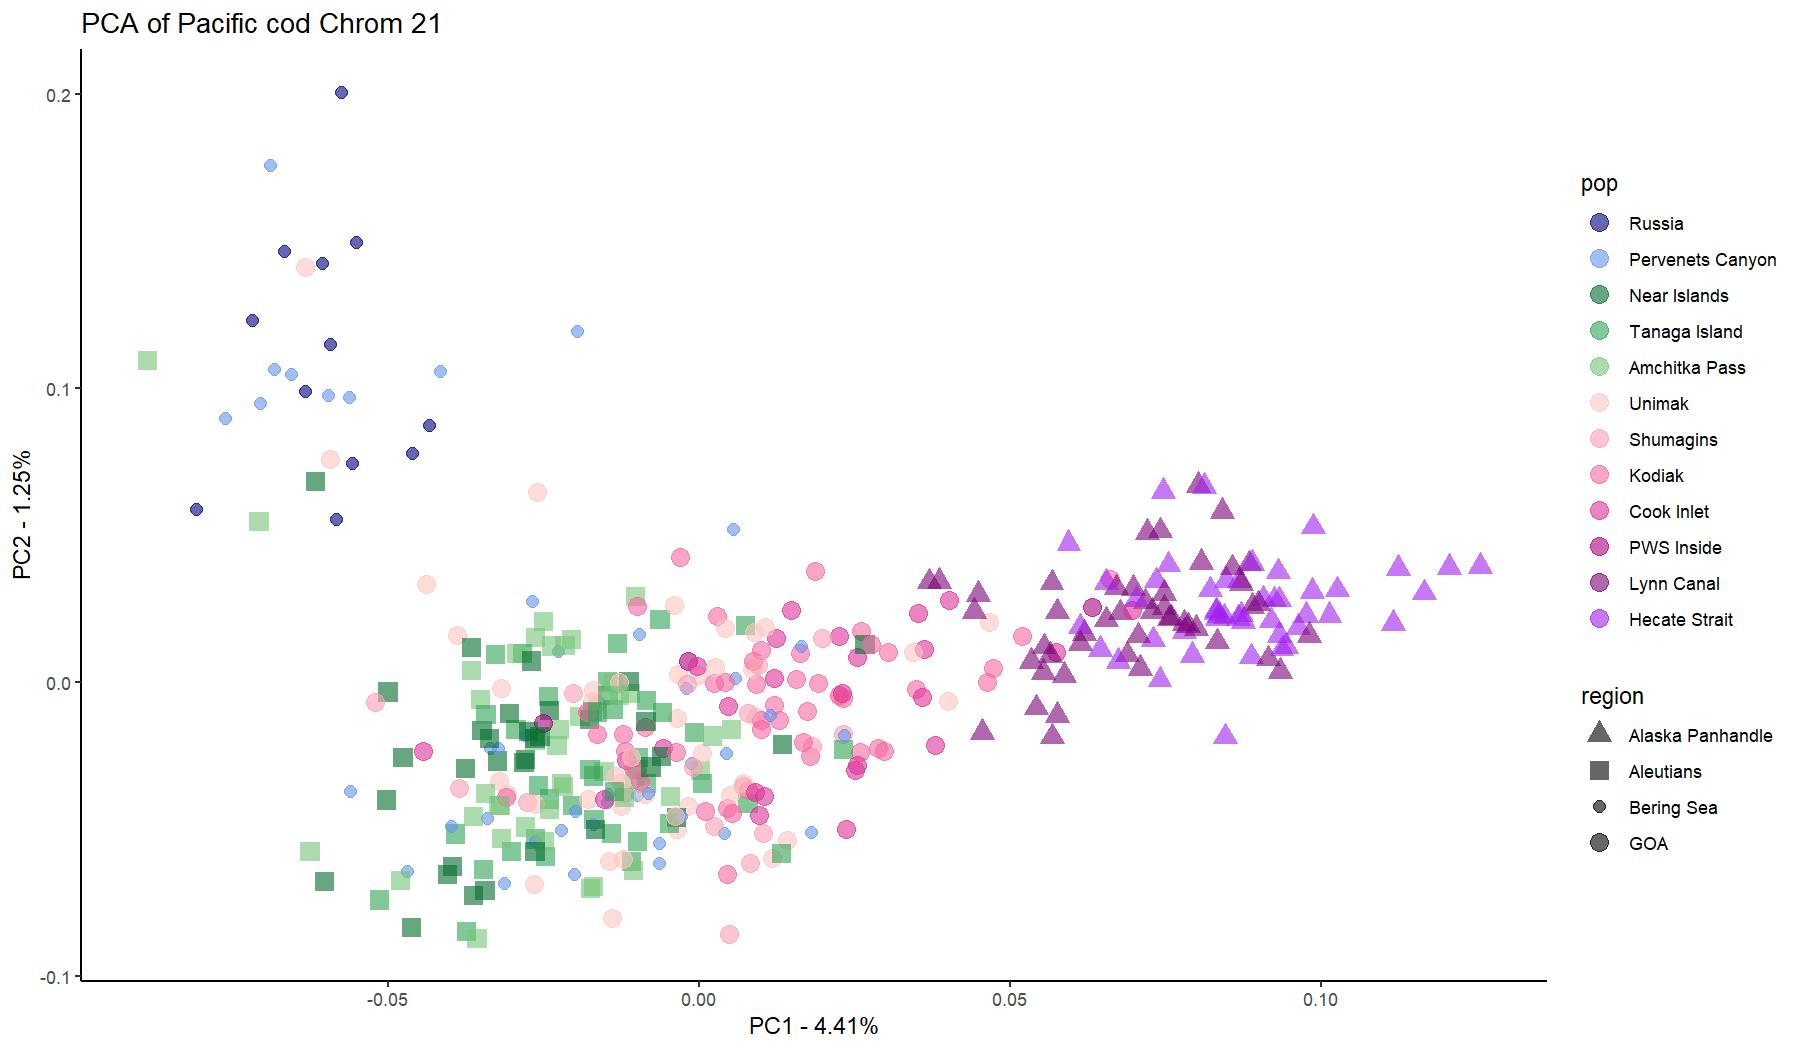 PCA of Pacific cod Chrom 21
0.2
0.1
0.0
-0.1
PC2 - 1.25%
-0.05
0.00
0.05
0.10
PC1 - 4.41%
pop
Russia
Pervenets Canyon
Near Islands
Tanaga Island
Amchitka Pass
Unimak
Shumagins
Kodiak
Cook Inlet
PWS Inside
Lynn Canal
Hecate Strait
region
Alaska Panhandle
Aleutians
Bering Sea
GOA